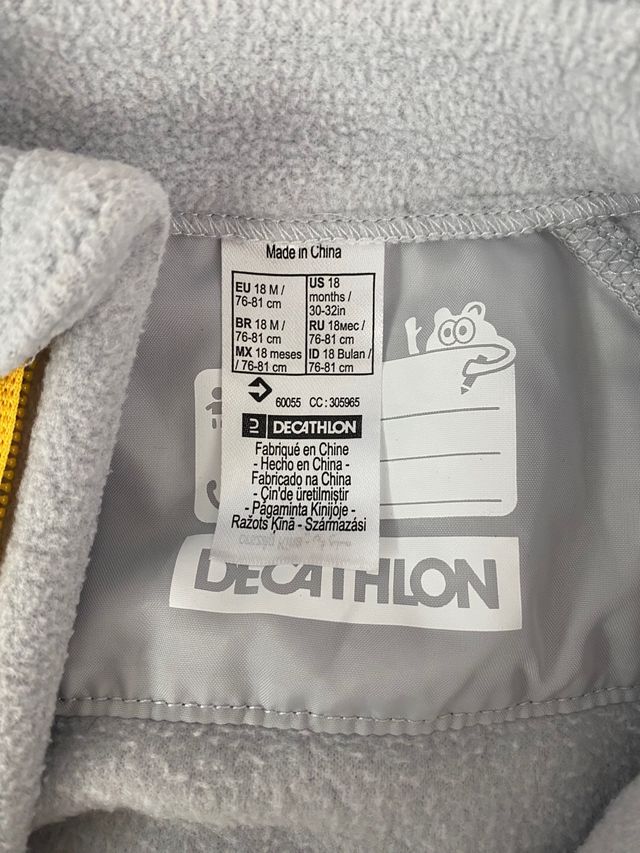 Made in China
EU 18 M /
76-81 cm
BR 18 M /
76-81 cm
MX 18 meses
/ 76-81 cm
US 18
months /
30-32in
RU 18мес /
76-81 cm
ID 18 Bulan /
76-81 cm
60055 CC : 305965
DECATHLON
Fabriqué en Chine
- Hecho en China -
Fabricado na China
- Çin'de üretilmiştir
- Pagaminta Kinijoje -
Ražots Ķīnā - Származási
DECATHLON